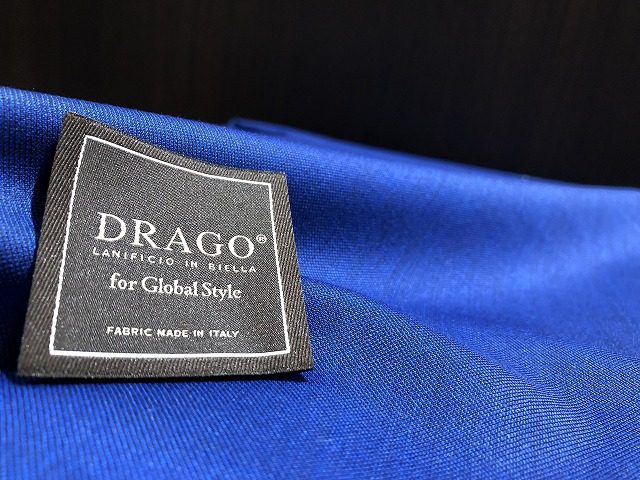 DRAGO®
LANIFICIO IN BIELLA
for Global Style
FABRIC MADE IN ITALY